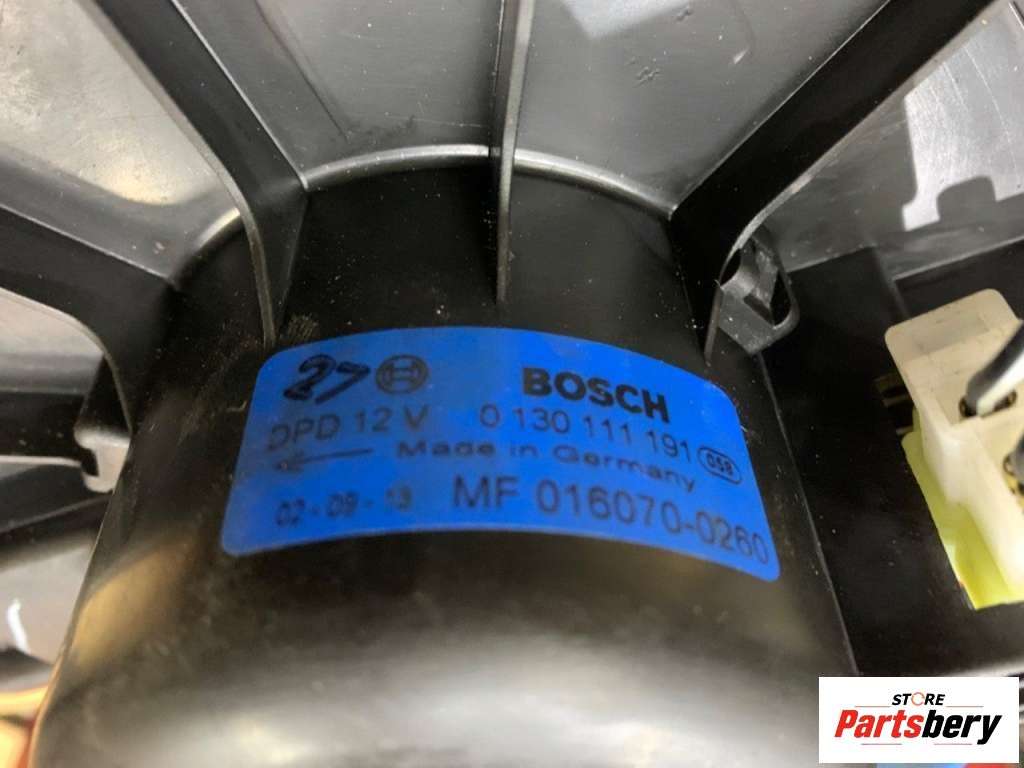 27 BOSCH
DPD 12 V 0 130 111 191 058
Made in Germany
02-09-13 MF 016070-0260
STORE
Partsbery